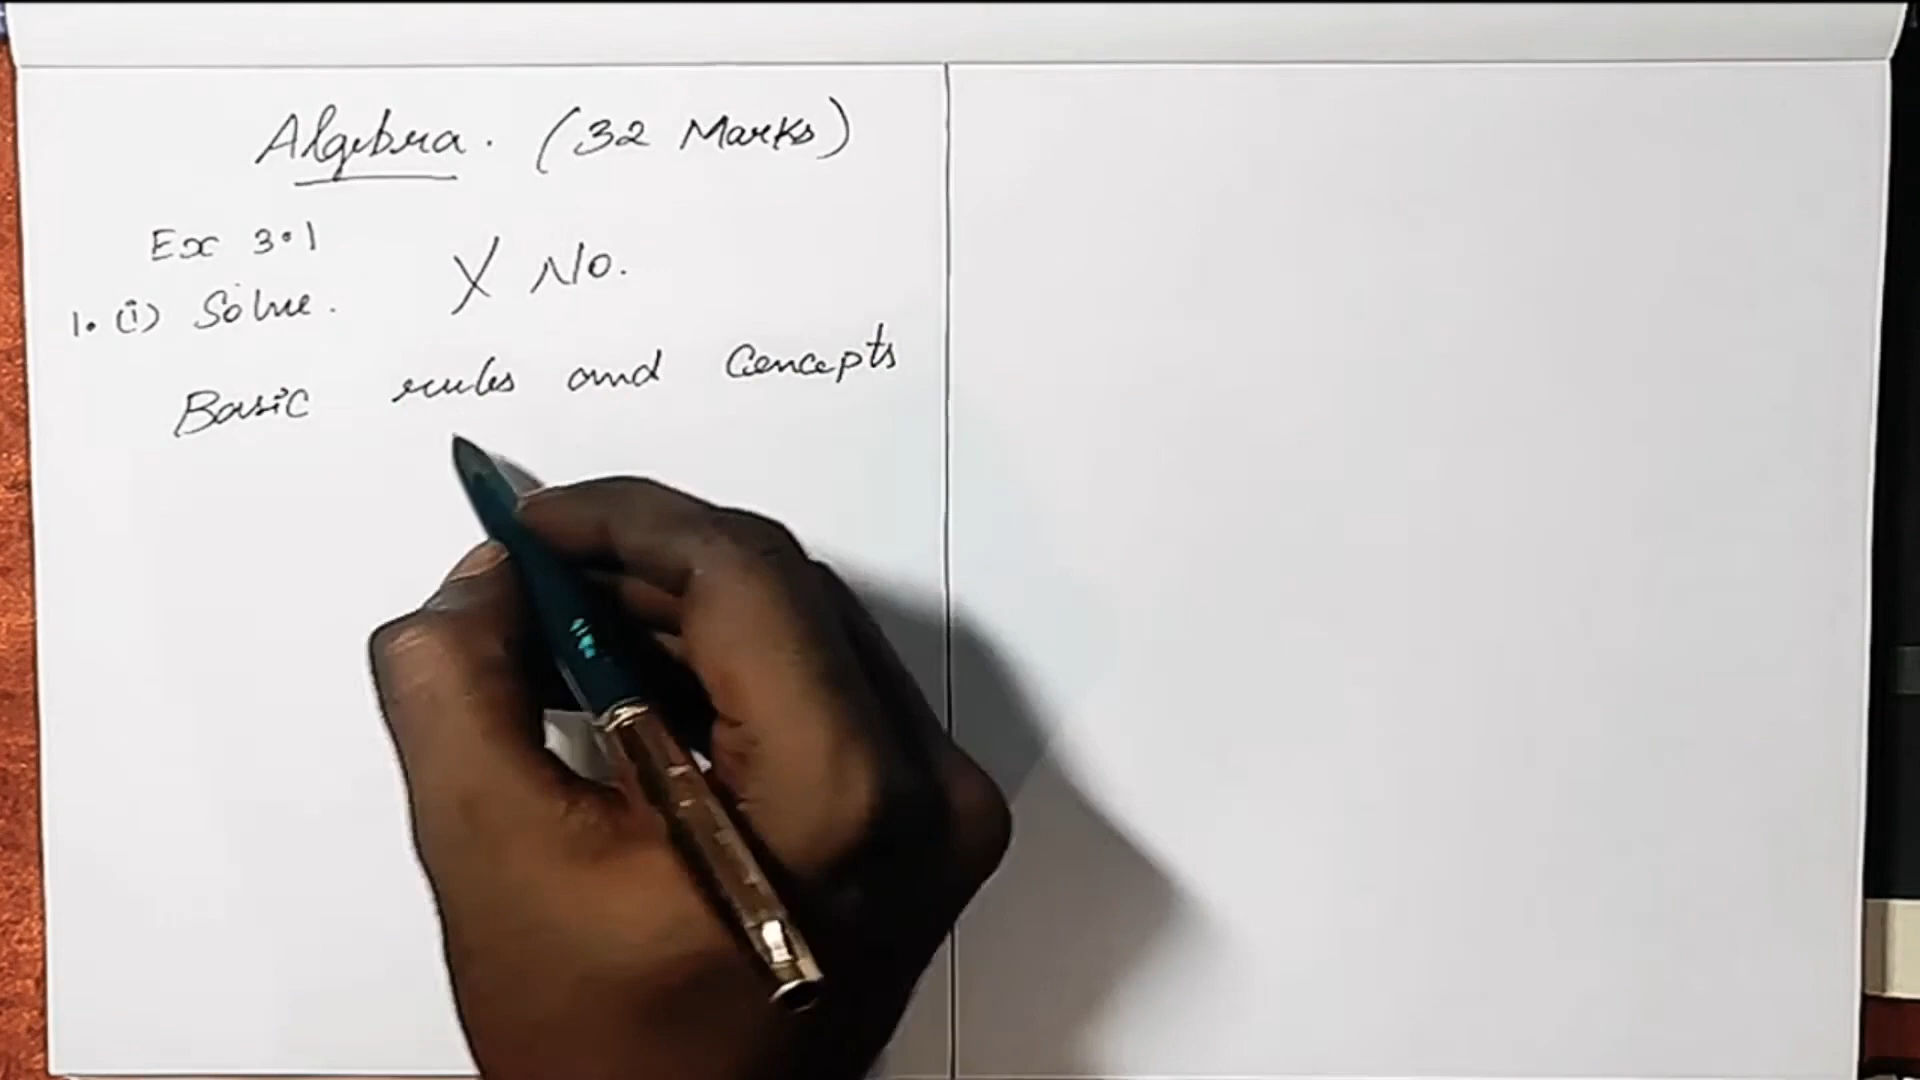 Algebra. (32 Marks)
Ex 3.1
X No.
1. (i) Solve.
Basic rules and Concepts